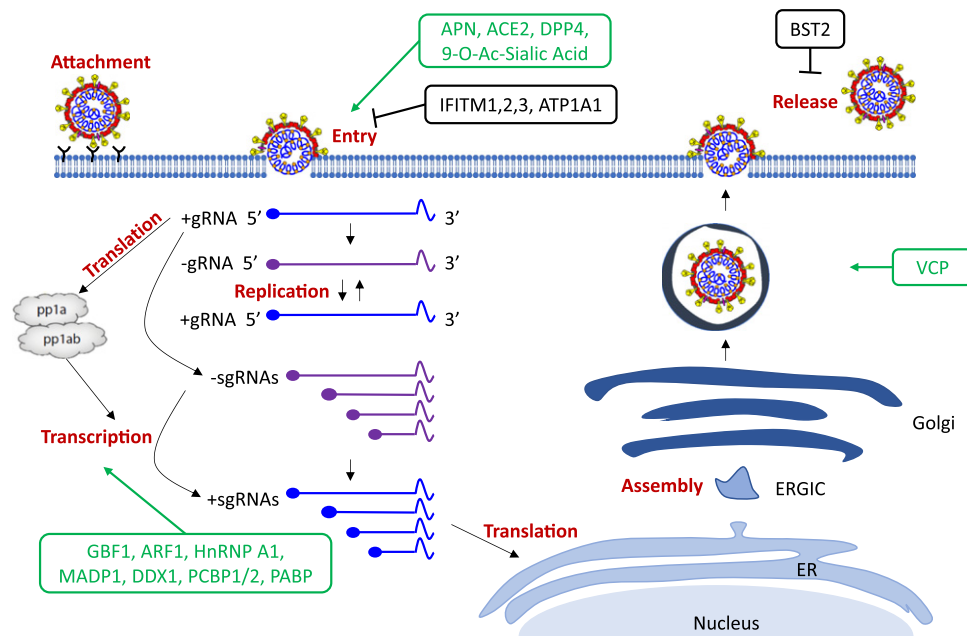 APN, ACE2, DPP4,
9-O-Ac-Sialic Acid
BST2
Attachment
Release
IFITM1,2,3, ATP1A1
Entry
+gRNA 5’ 3’
Translation
-gRNA 5’ 3’
VCP
Replication
pp1a
+gRNA 5’ 3’
pp1ab
-sgRNAs
Golgi
Transcription
Assembly
ERGIC
+sgRNAs
Translation
GBF1, ARF1, HnRNP A1,
MADP1, DDX1, PCBP1/2, PABP
ER
Nucleus